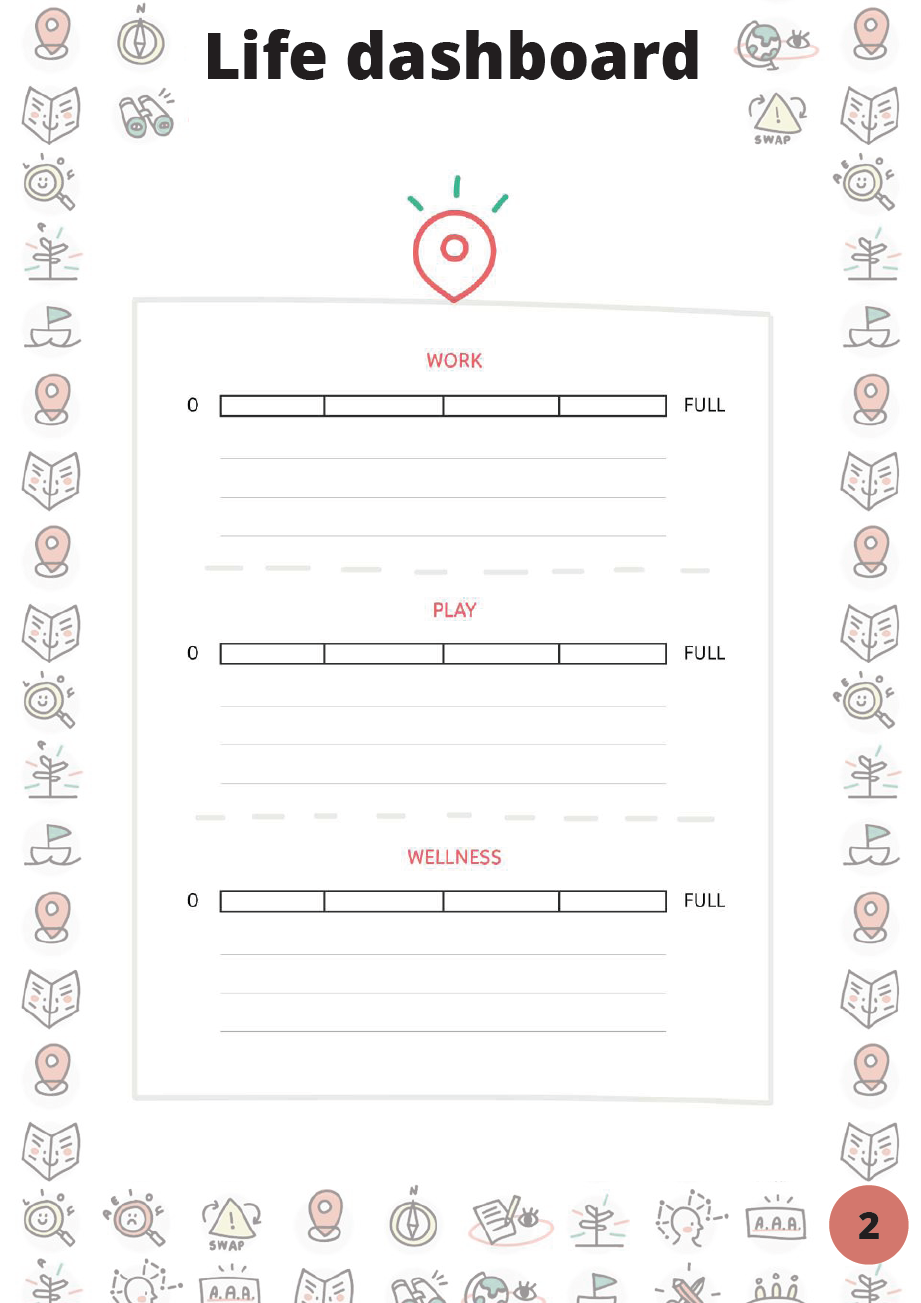 N
Life dashboard
SWAP
WORK
0 FULL
PLAY
0 FULL
WELLNESS
0 FULL
N
SWAP
A.A.A.
2
A.A.A.